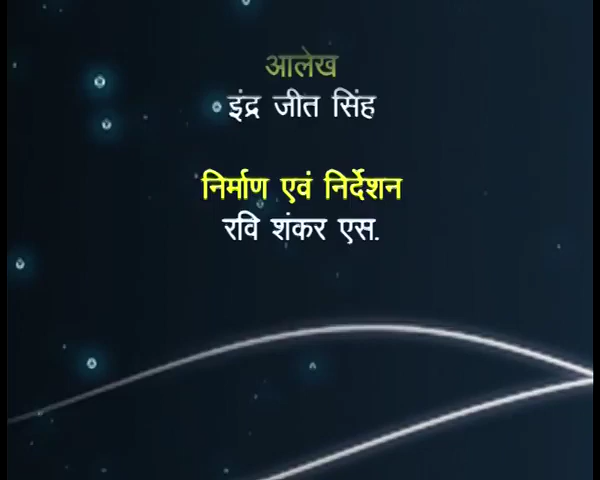 आलेख
इंद्र जीत सिंह
निर्माण एवं निर्देशन
रवि शंकर एस.